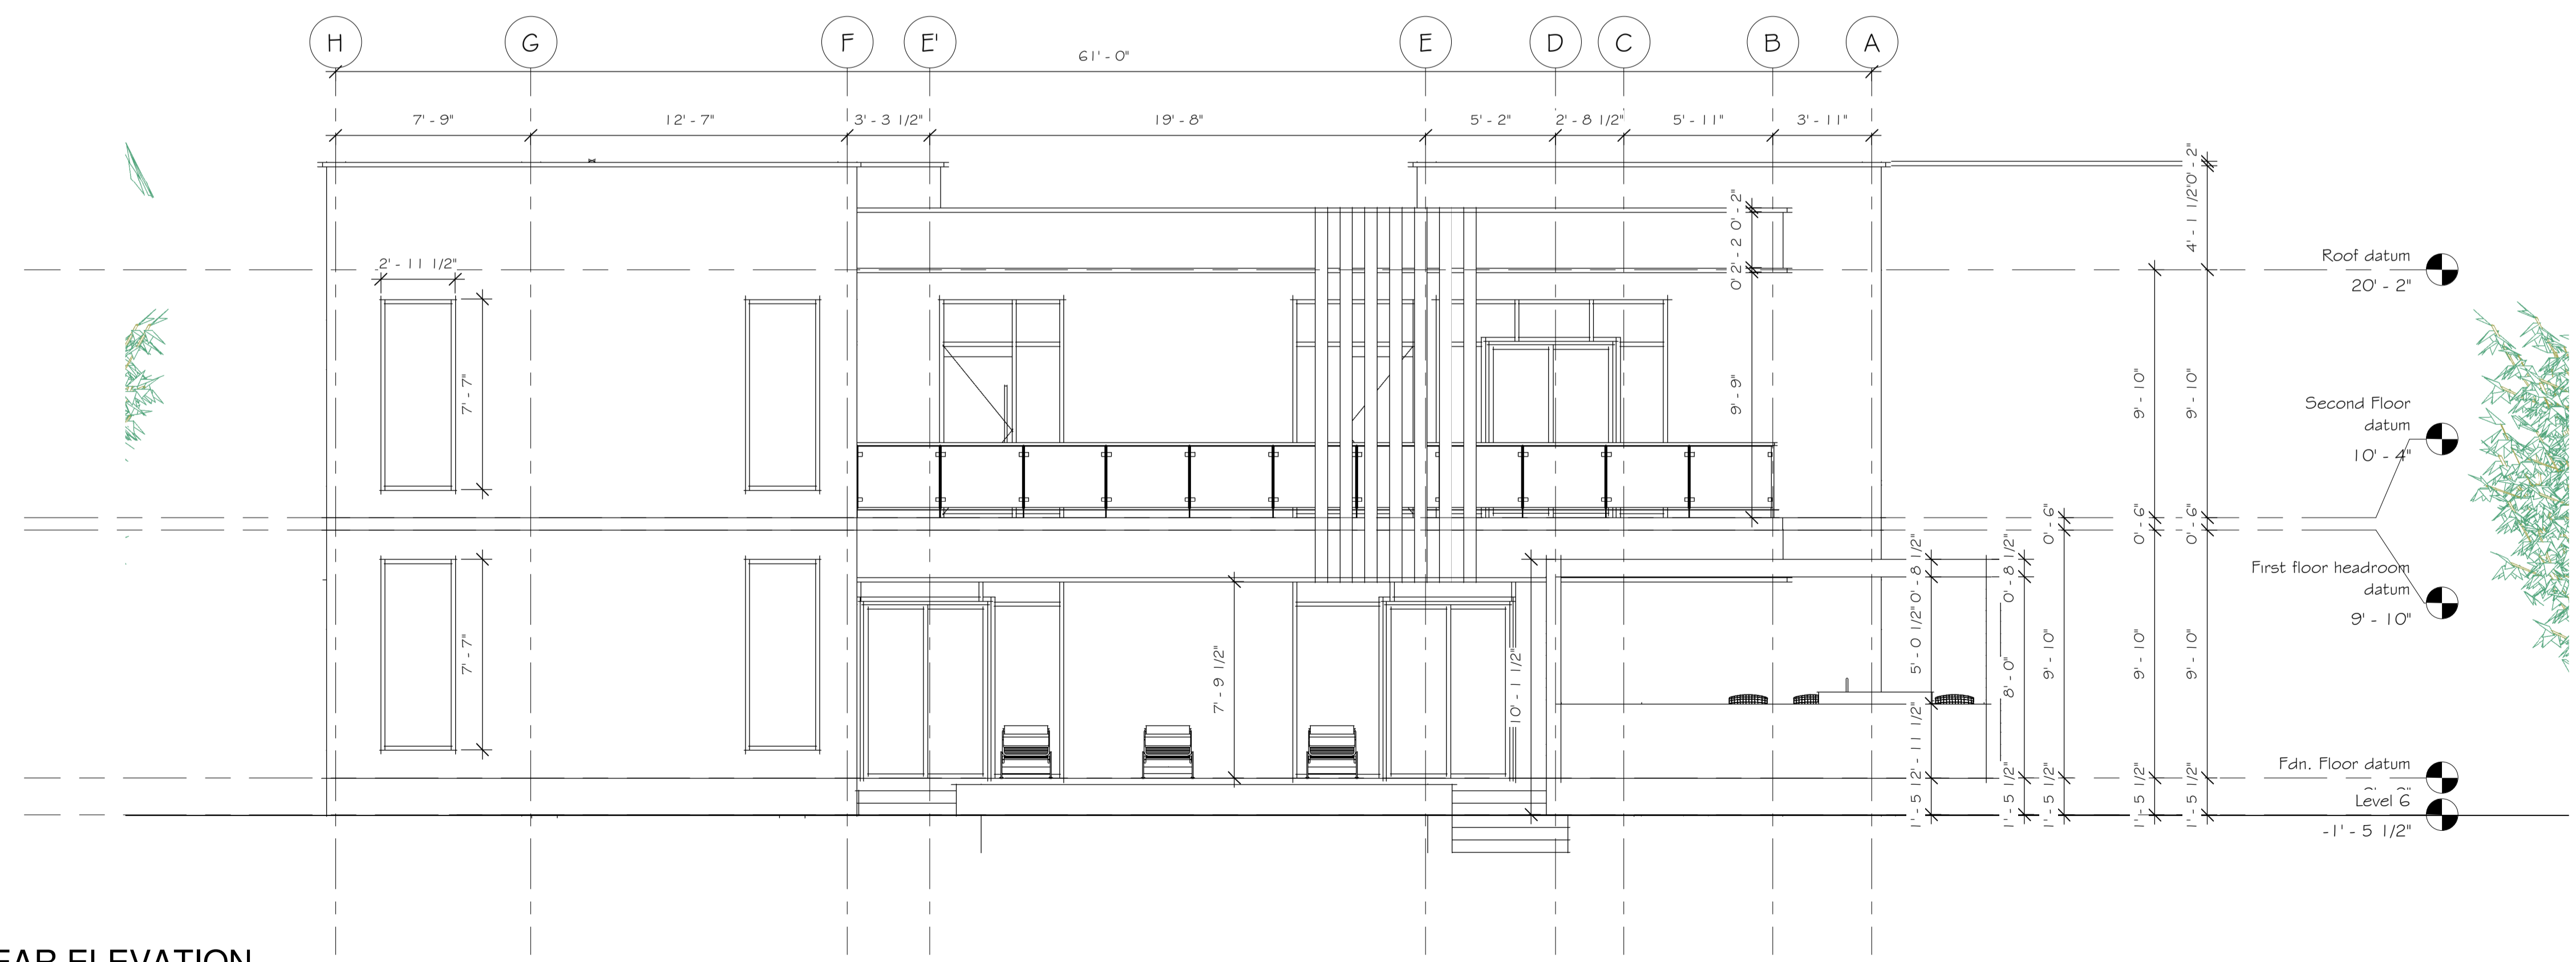 H G F E' E D C B A
61' - 0"
7' - 9" 12' - 7" 3' - 3 1/2" 19' - 8" 5' - 2" 2' - 8 1/2" 5' - 11" 3' - 11"
0' - 2"
4' - 1 1/2"
0' - 2"
2' - 2
0' 2'
Roof datum
20' - 2"
2' - 11 1/2"
7' - 7"
9' - 9"
9' - 10"
9' - 10"
Second Floor
datum
10' - 4"
0' - 6"
0' - 6"
0' - 6"
0' - 8 1/2"
0' - 8 1/2"
First floor headroom
datum
9' - 10"
7' - 7"
7' - 9 1/2"
10' - 1 1/2"
5' - 0 1/2"
8' - 0"
9' - 10"
9' - 10"
9' - 10"
2' - 11 1/2"
Fdn. Floor datum
Level 6
-1' - 5 1/2"
1' - 5 1/2"
1' - 5 1/2"
1' - 5 1/2"
1' - 5 1/2"
1' - 5 1/2"
EAR ELEVATION